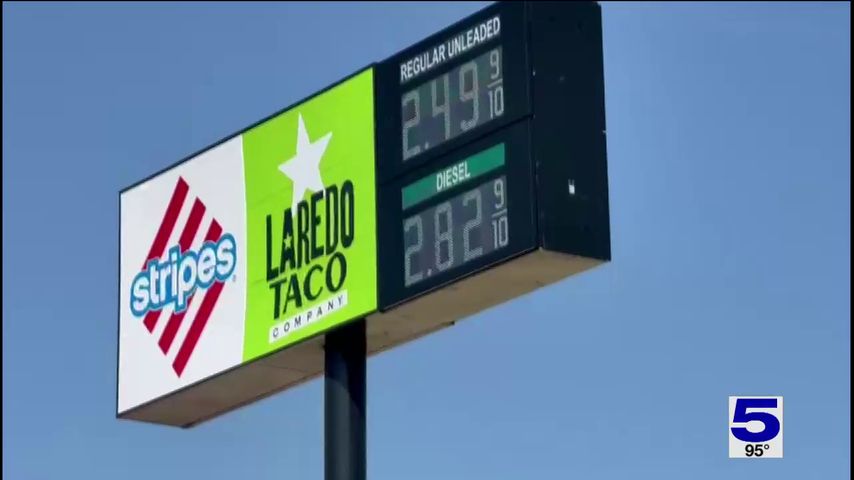 stripes®
LAREDO
TACO
COMPANY
REGULAR UNLEADED
2.49 9/10
DIESEL
2.82 9/10
5
95°